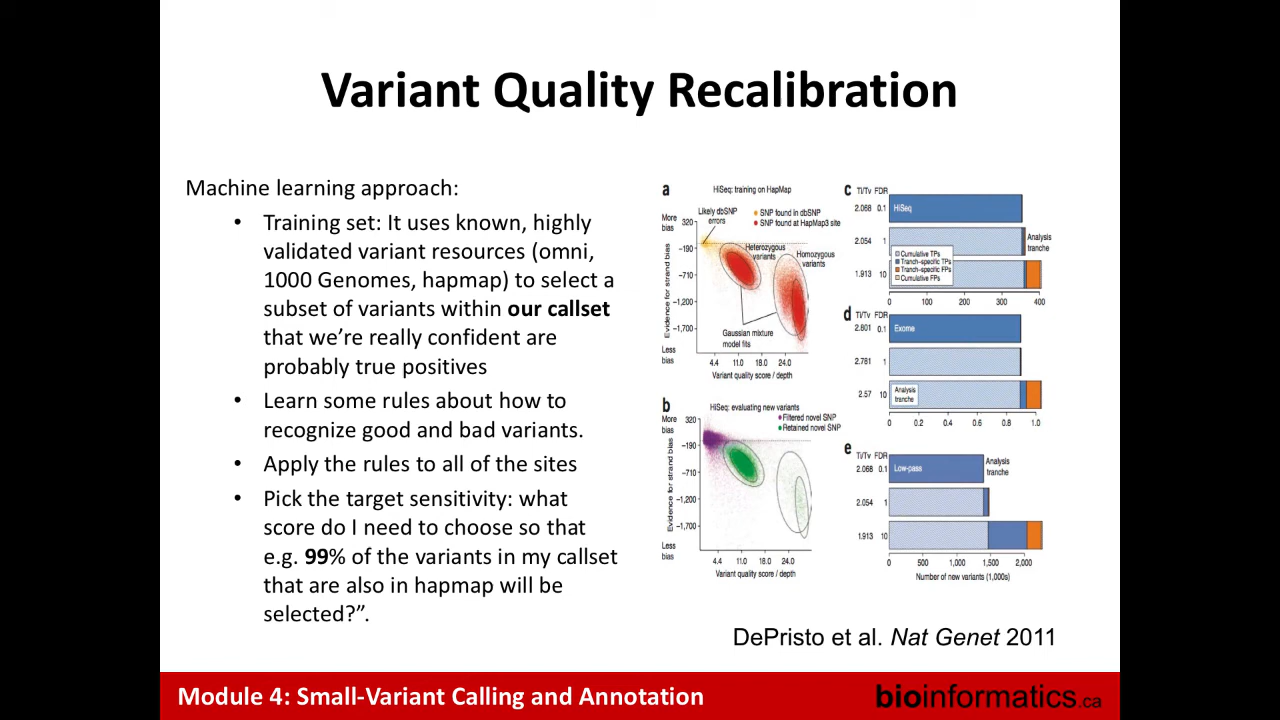 Variant Quality Recalibration
Machine learning approach:
• Training set: It uses known, highly
validated variant resources (omni,
1000 Genomes, hapmap) to select a
subset of variants within our callset
that we’re really confident are
probably true positives
• Learn some rules about how to
recognize good and bad variants.
• Apply the rules to all of the sites
• Pick the target sensitivity: what
score do I need to choose so that
e.g. 99% of the variants in my callset
that are also in hapmap will be
selected?”.
a
HiSeq: training on HapMap
More
bias
Likely dbSNP
errors
SNP found in dbSNP
SNP found at HapMap3 site
Heterozygous
variants
Homozygous
variants
Gaussian mixture
model fits
Evidence for strand bias
320
–190
–710
–1,200
–1,700
Less
bias
4.4 11.0 18.0 24.0
Variant quality score / depth
b
HiSeq: evaluating new variants
More
bias
Filtered novel SNP
Retained novel SNP
Evidence for strand bias
320
–190
–710
–1,200
–1,700
Less
bias
4.4 11.0 18.0 24.0
Variant quality score / depth
c
Ti/Tv FDR
2.068 0.1 HiSeq
2.054 1
Analysis
tranche
Cumulative TPs
Tranch-specific TPs
Tranch-specific FPs
Cumulative FPs
1.913 10
0 100 200 300 400
d
Ti/Tv FDR
2.801 0.1 Exome
2.781 1
2.57 10
Analysis
tranche
0 0.2 0.4 0.6 0.8 1.0
e
Ti/Tv FDR
2.068 0.1 Low-pass
Analysis
tranche
2.054 1
1.913 10
0 500 1,000 1,500 2,000
Number of new variants (1,000s)
DePristo et al. Nat Genet 2011
Module 4: Small-Variant Calling and Annotation
bioinformatics.ca